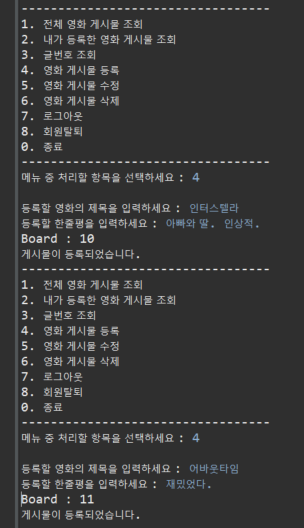 -----------------------------------
1. 전체 영화 게시물 조회
2. 내가 등록한 영화 게시물 조회
3. 글번호 조회
4. 영화 게시물 등록
5. 영화 게시물 수정
6. 영화 게시물 삭제
7. 로그아웃
8. 회원탈퇴
0. 종료
-----------------------------------
메뉴 중 처리할 항목을 선택하세요 : 4
등록할 영화의 제목을 입력하세요 : 인터스텔라
등록할 한줄평을 입력하세요 : 아빠와 딸. 인상적.
Board : 10
게시물이 등록되었습니다.
-----------------------------------
1. 전체 영화 게시물 조회
2. 내가 등록한 영화 게시물 조회
3. 글번호 조회
4. 영화 게시물 등록
5. 영화 게시물 수정
6. 영화 게시물 삭제
7. 로그아웃
8. 회원탈퇴
0. 종료
-----------------------------------
메뉴 중 처리할 항목을 선택하세요 : 4
등록할 영화의 제목을 입력하세요 : 어바웃타임
등록할 한줄평을 입력하세요 : 재밌었다.
Board : 11
게시물이 등록되었습니다.